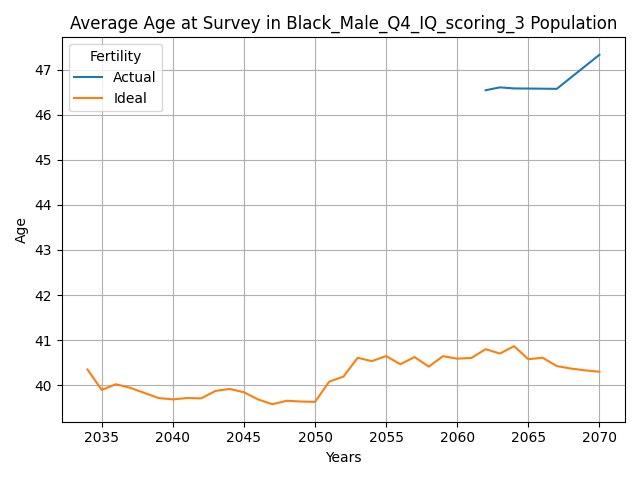 Average Age at Survey in Black_Male_Q4_IQ_scoring_3 Population
Fertility
Actual
Ideal
47
46
45
44
43
42
41
40
Age
2035 2040 2045 2050 2055 2060 2065 2070
Years